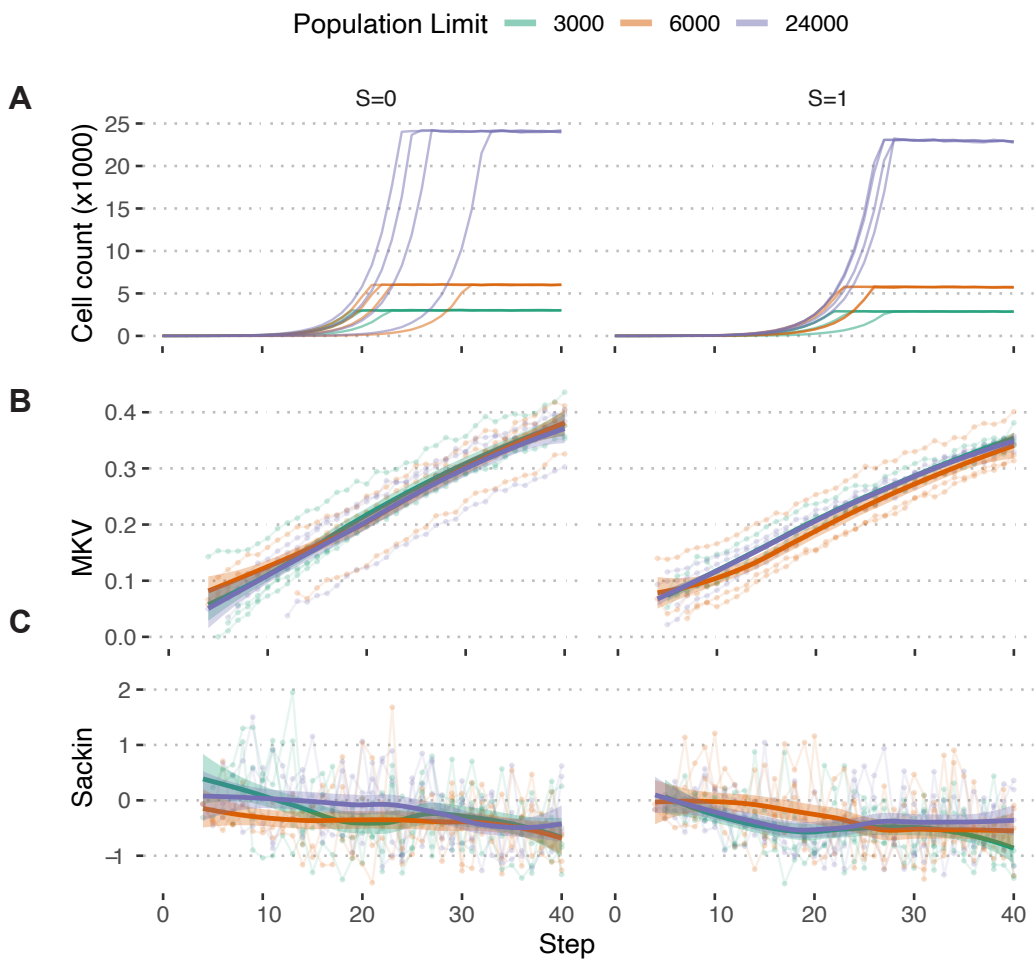 Population Limit 3000 6000 24000
A
S=0 S=1
Cell count (x1000)
25
20
15
10
5
0
B
MKV
0.4
0.3
0.2
0.1
0.0
C
Sackin
2
1
0
−1
0 10 20 30 40 0 10 20 30 40
Step